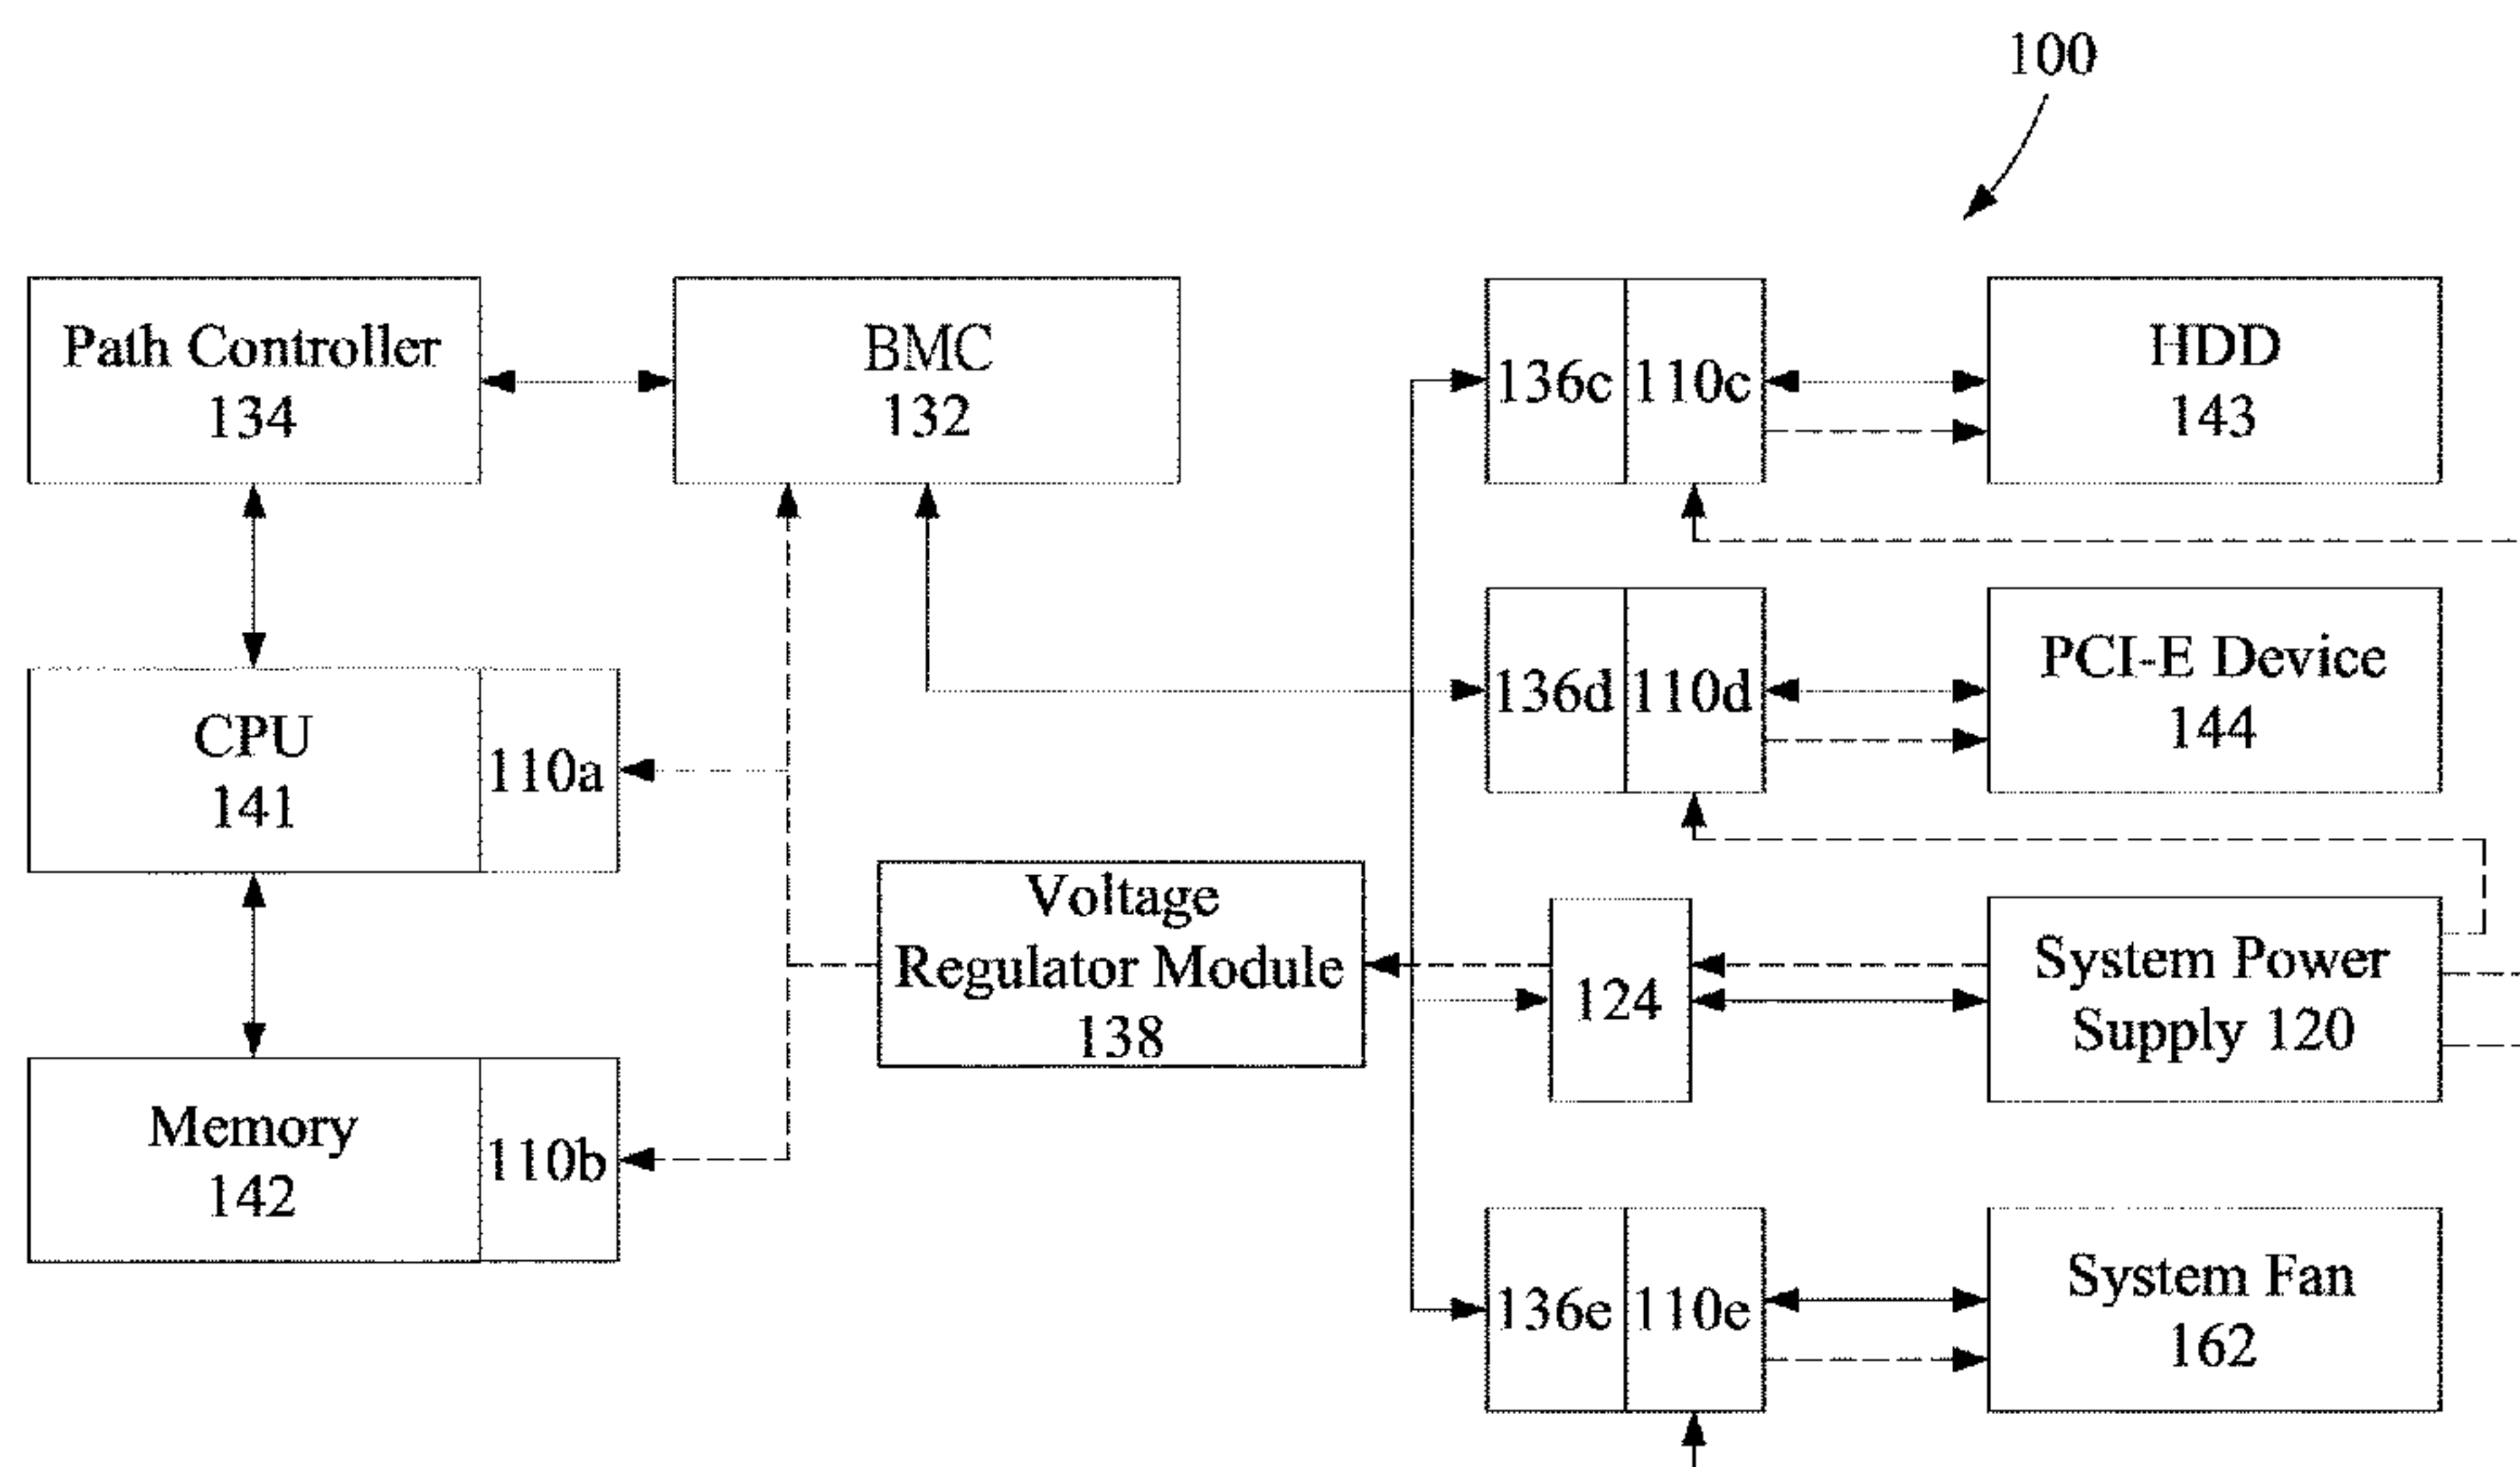 100
Path Controller
134
BMC
132
136c
110c
HDD
143
CPU
141
110a
136d
110d
PCI-E Device
144
Voltage
Regulator Module
138
124
System Power
Supply 120
Memory
142
110b
136e
110e
System Fan
162